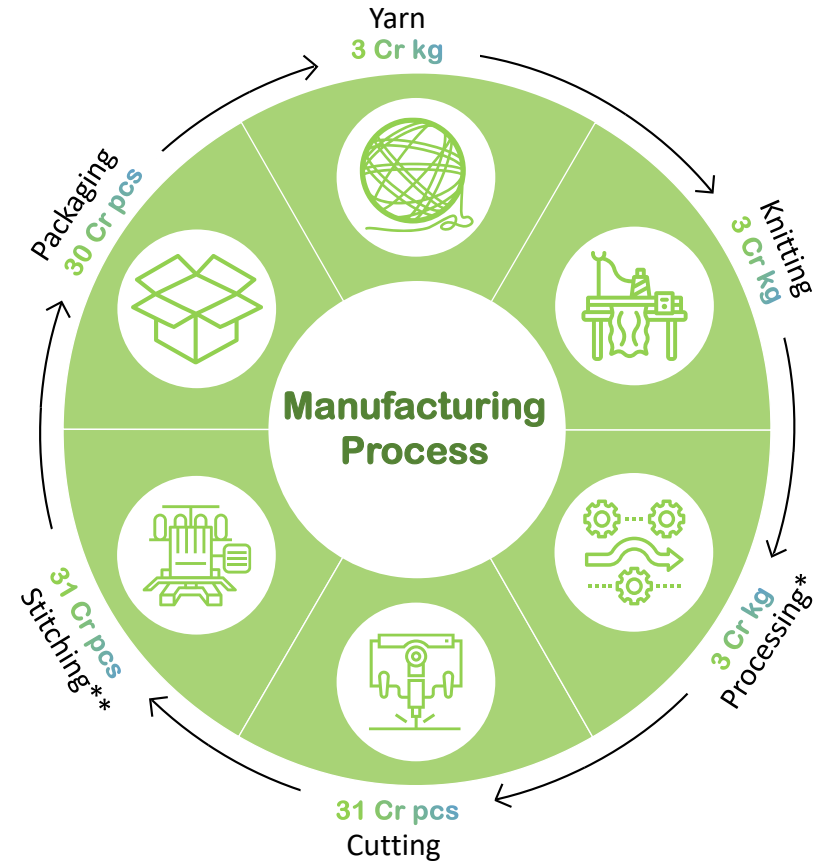 Yarn
3 Cr kg
Knitting
3 Cr kg
3 Cr kg
Processing*
31 Cr pcs
Cutting
31 Cr pcs
Stitching**
Packaging
30 Cr pcs
Manufacturing
Process